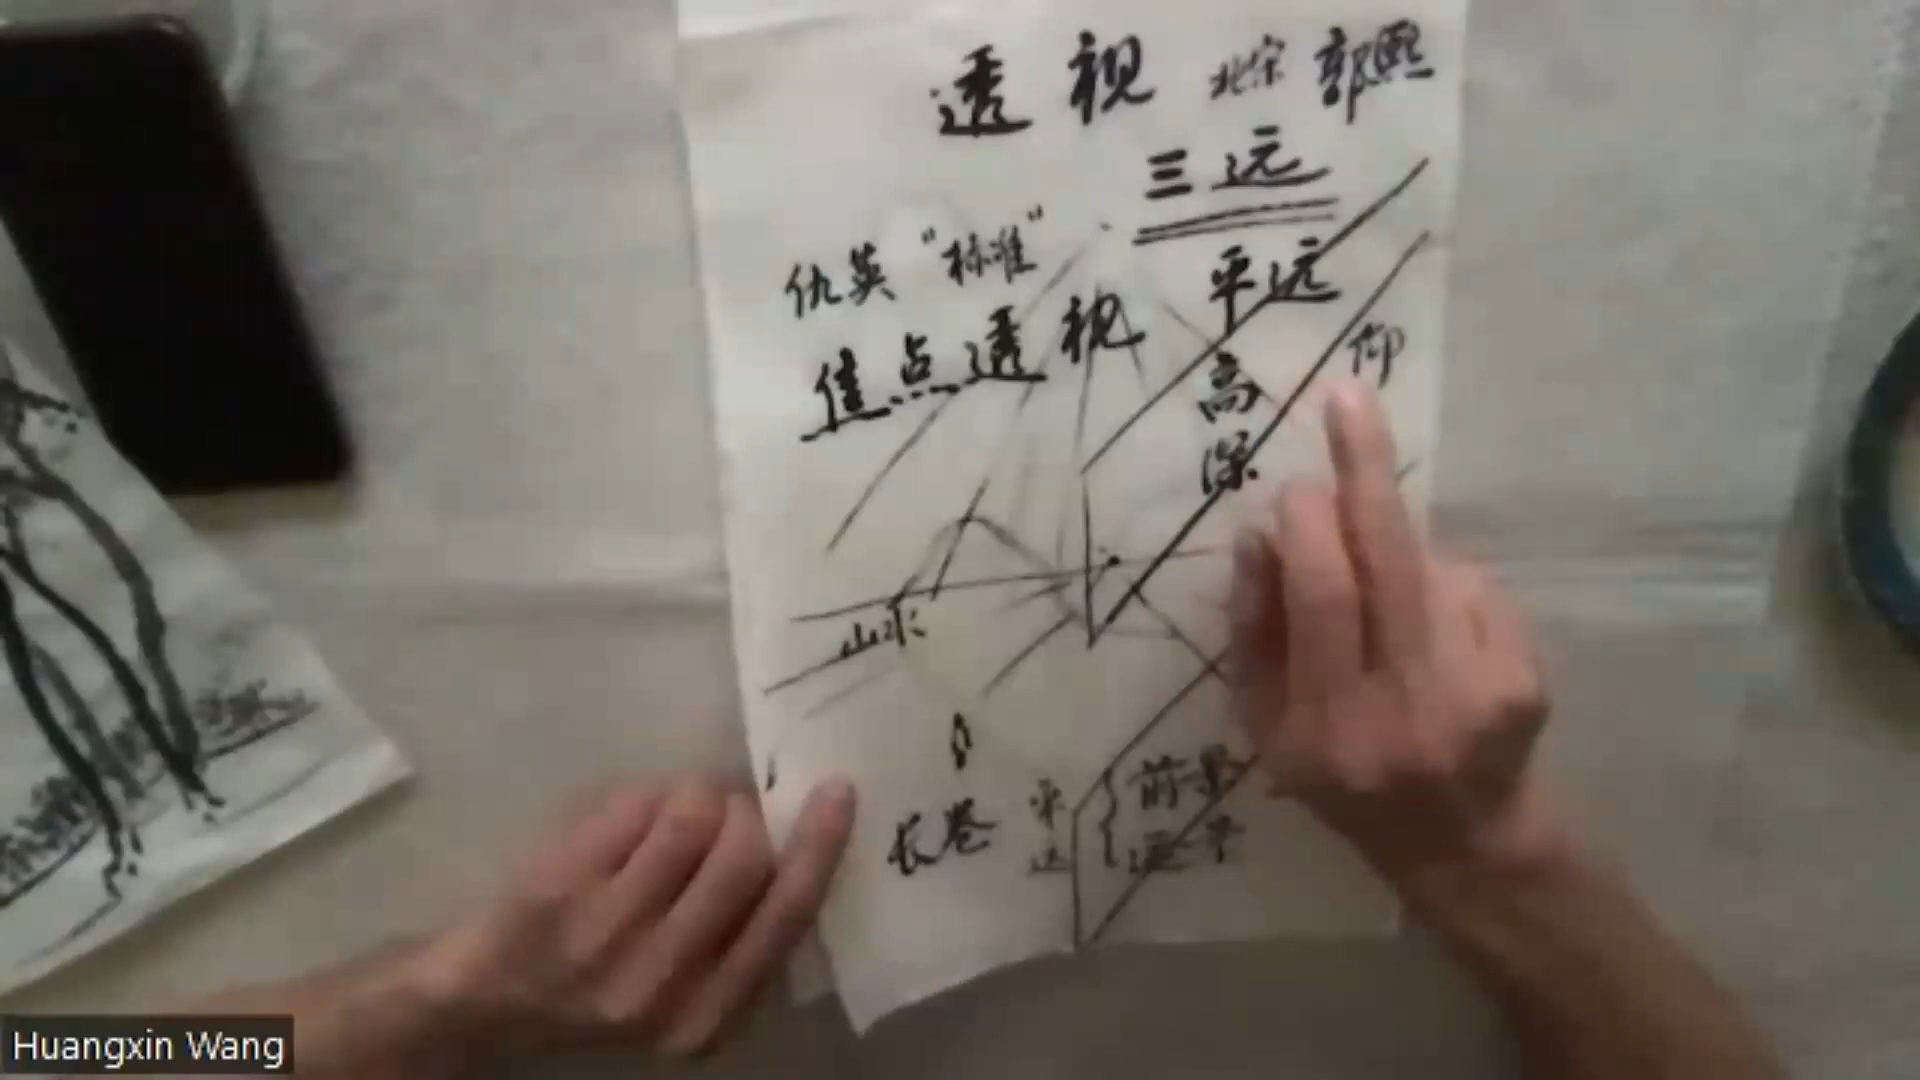 透视 北宋 郭熙
三远
仇英 "标准"
平远
焦点透视
仰
高
深
山水
前景
长卷 平远
远景
Huangxin Wang